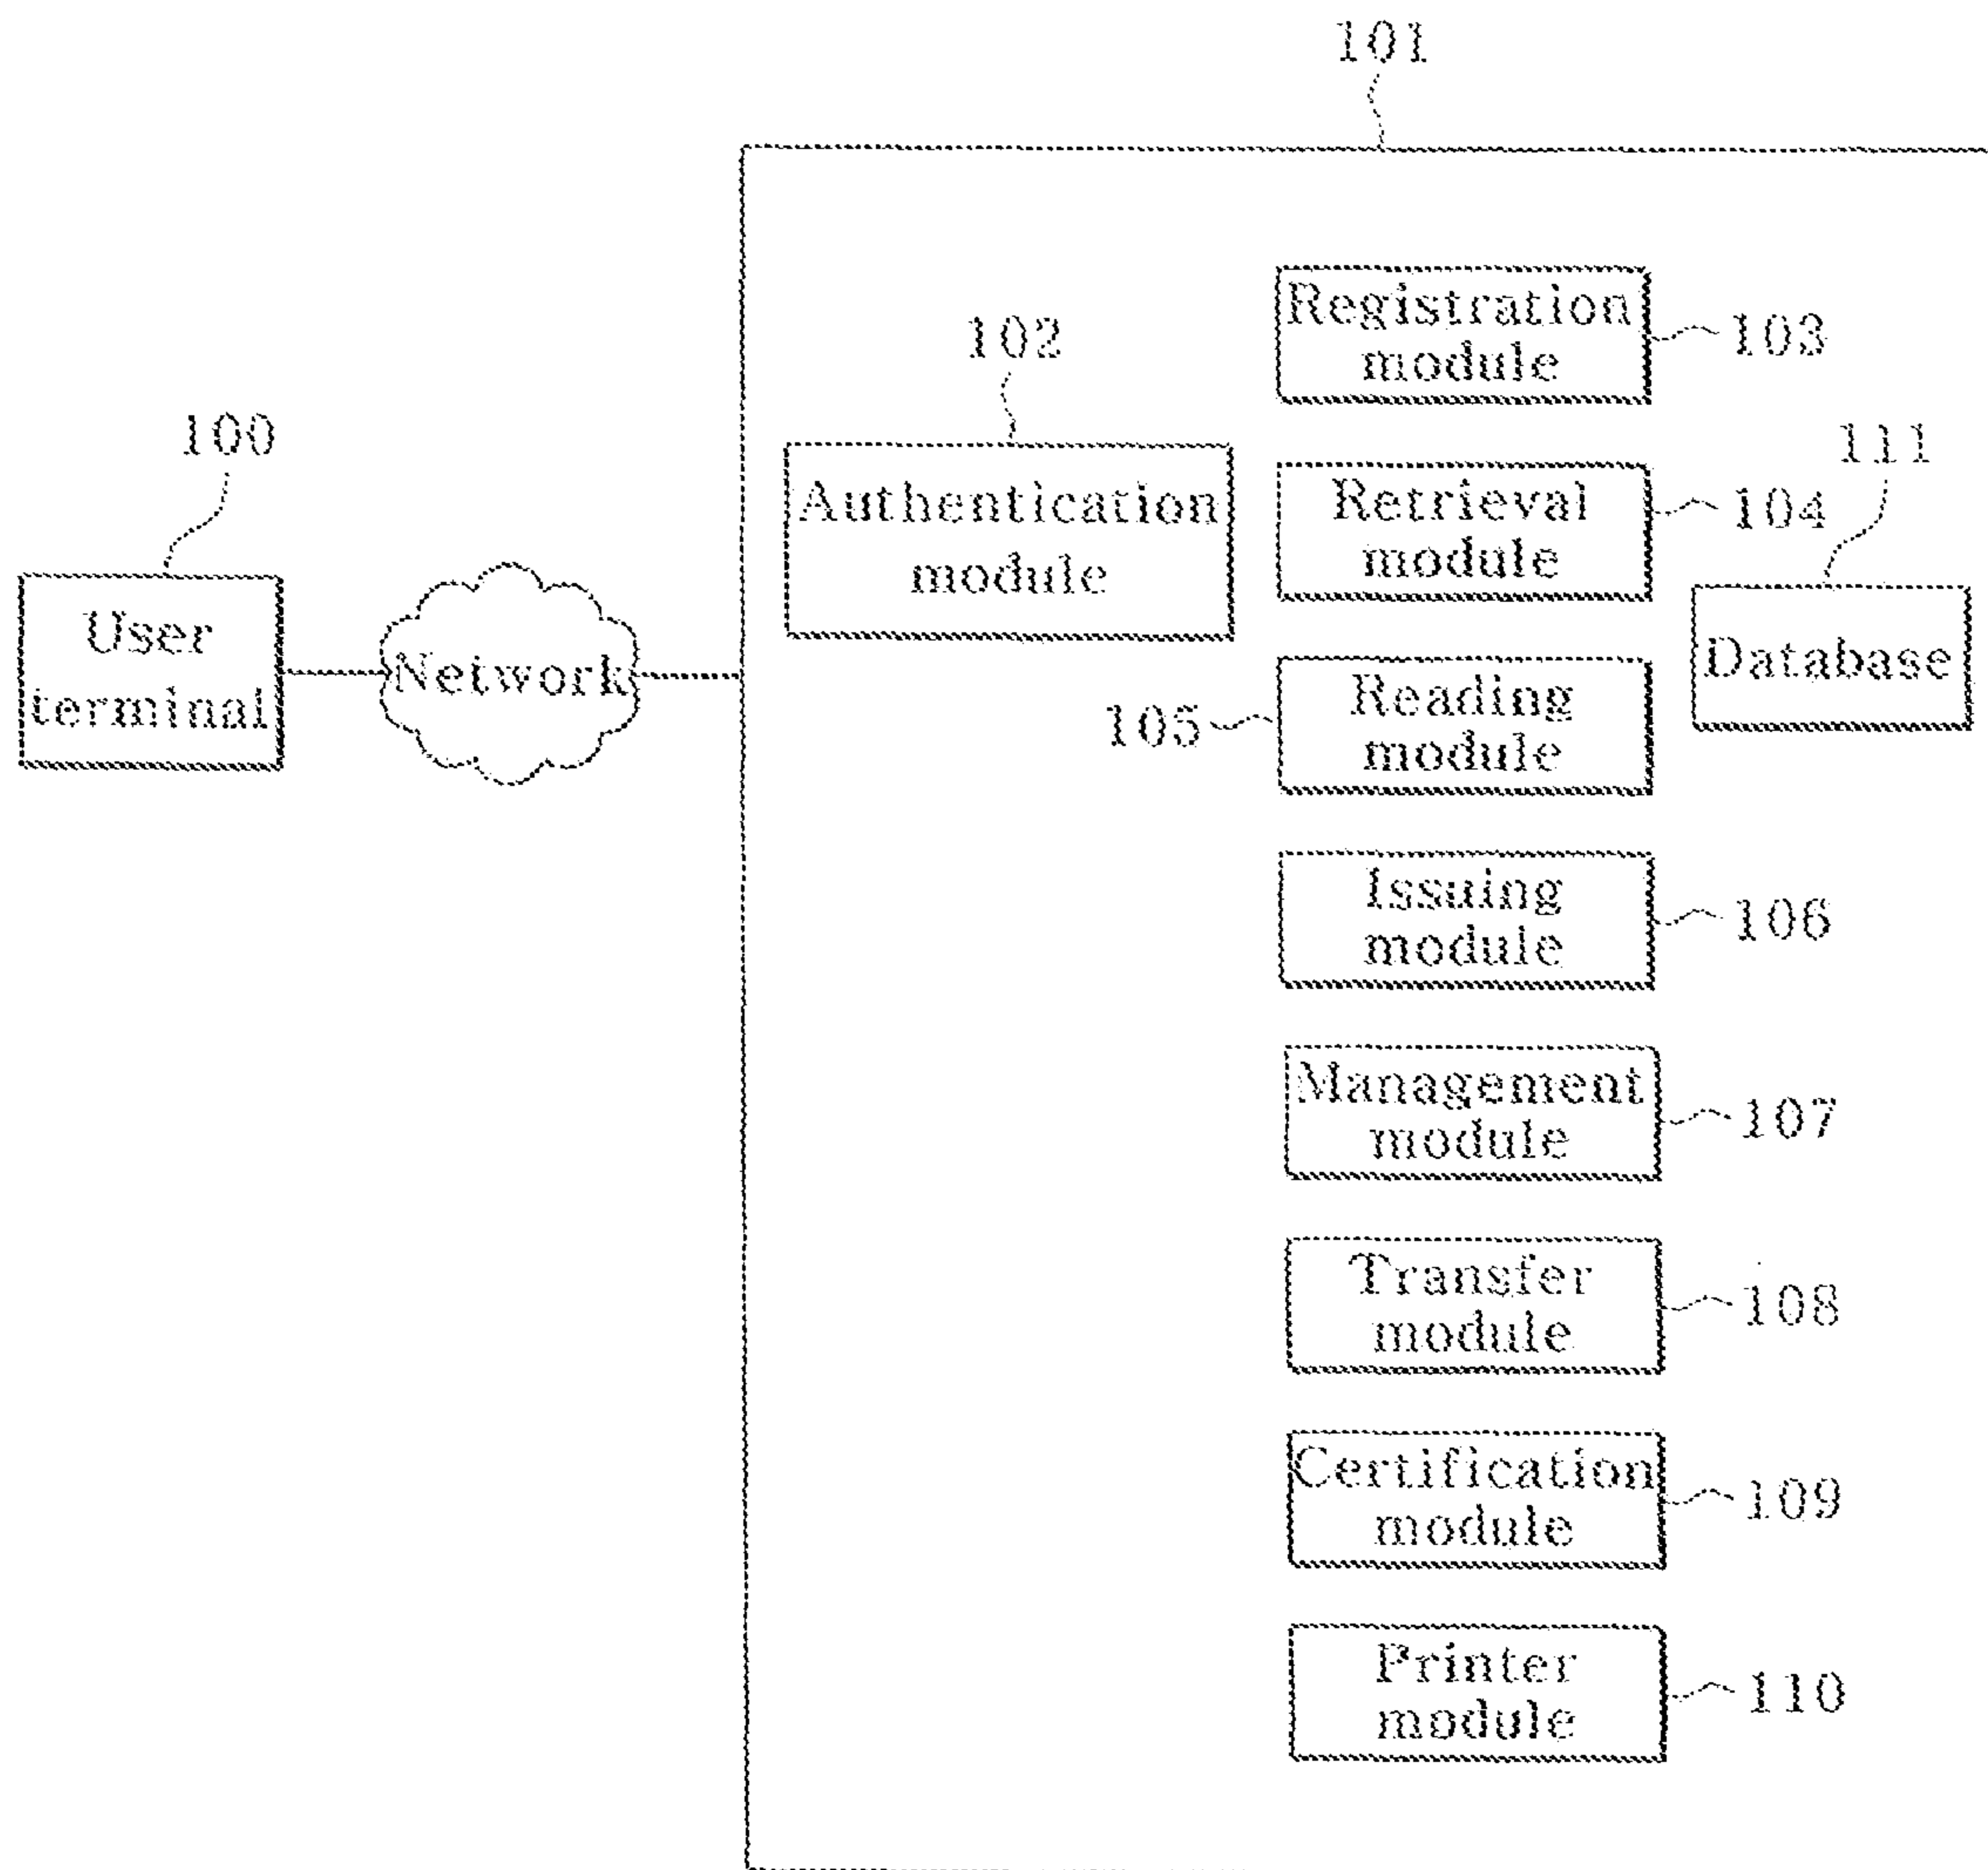 101
Registration
module
103
102
100
111
Authentication
module
Retrieval
module
104
User
terminal
Network
Database
Reading
module
105
Issuing
module
106
Management
module
107
Transfer
module
108
Certification
module
109
Printer
module
110